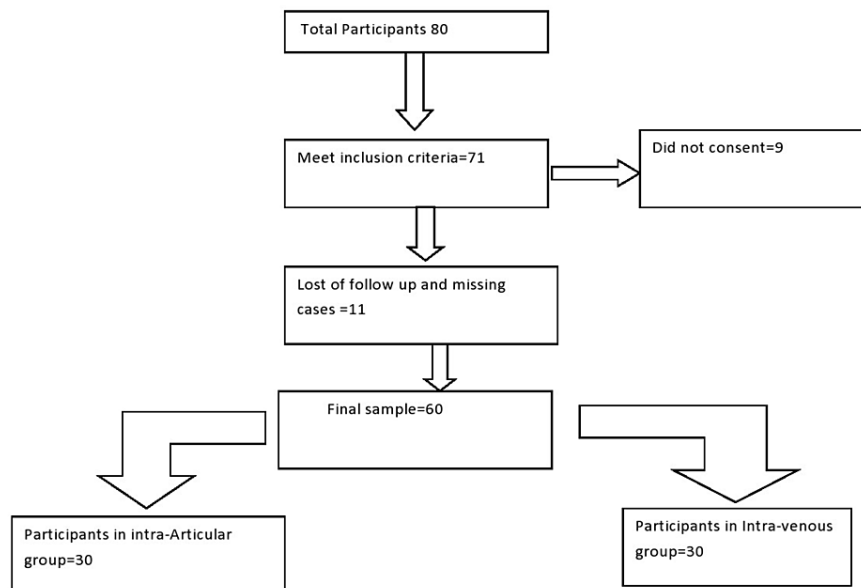 Total Participants 80
Meet inclusion criteria=71
Did not consent=9
Lost of follow up and missing
cases =11
Final sample=60
Participants in intra-Articular
group=30
Participants in Intra-venous
group=30